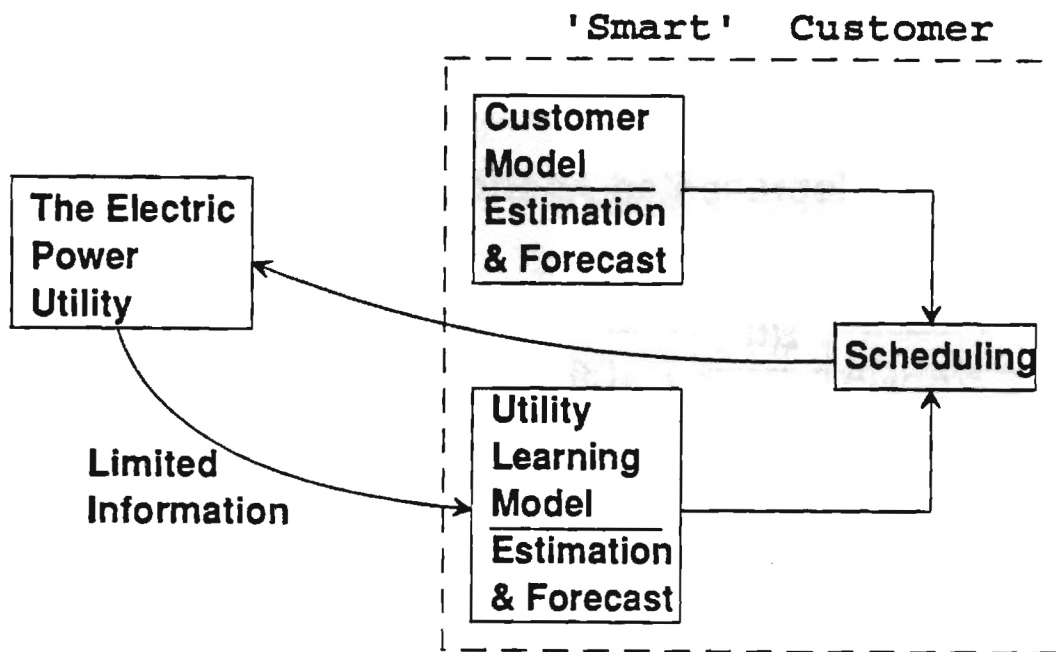 'Smart' Customer
Customer
Model
Estimation
& Forecast
The Electric
Power
Utility
Scheduling
Utility
Learning
Model
Estimation
& Forecast
Limited
Information